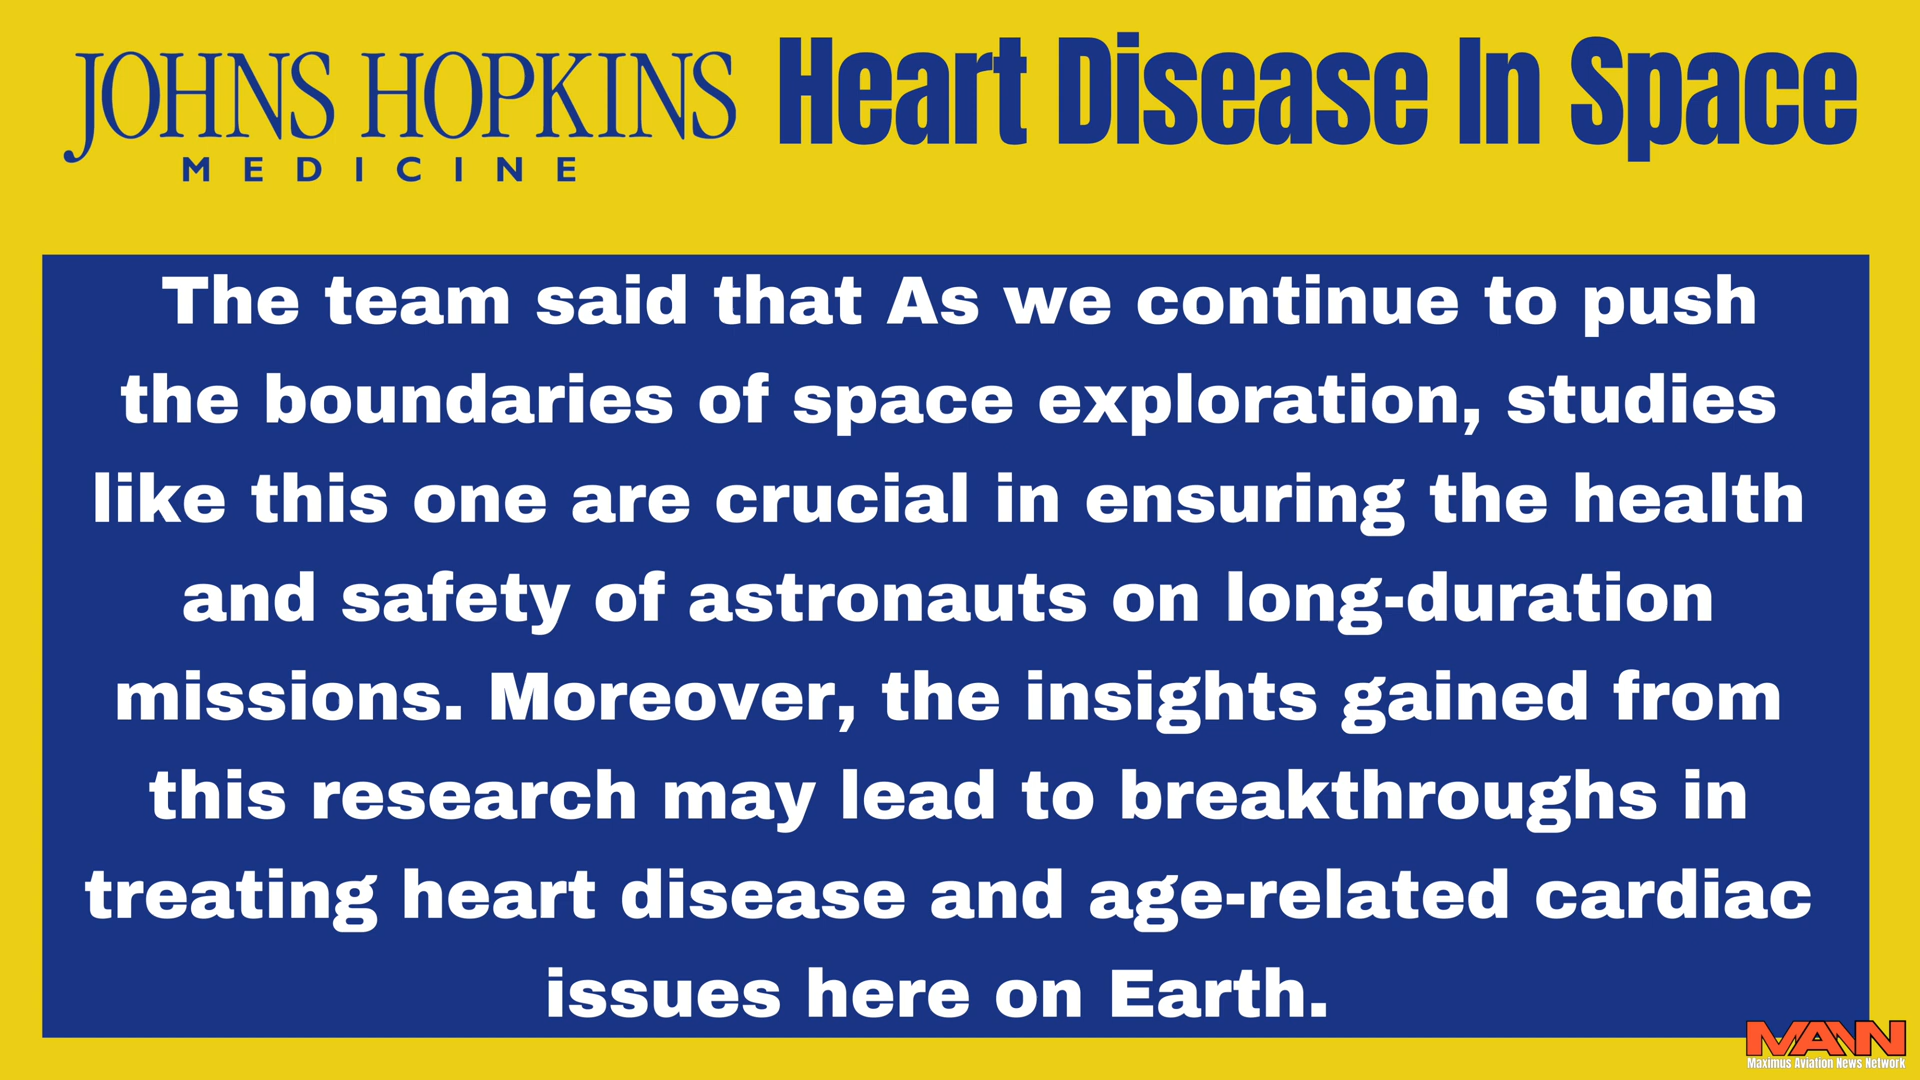 JOHNS HOPKINS
MEDICINE
Heart Disease In Space
The team said that As we continue to push
the boundaries of space exploration, studies
like this one are crucial in ensuring the health
and safety of astronauts on long-duration
missions. Moreover, the insights gained from
this research may lead to breakthroughs in
treating heart disease and age-related cardiac
issues here on Earth.
MANN
Maximus Aviation News Network